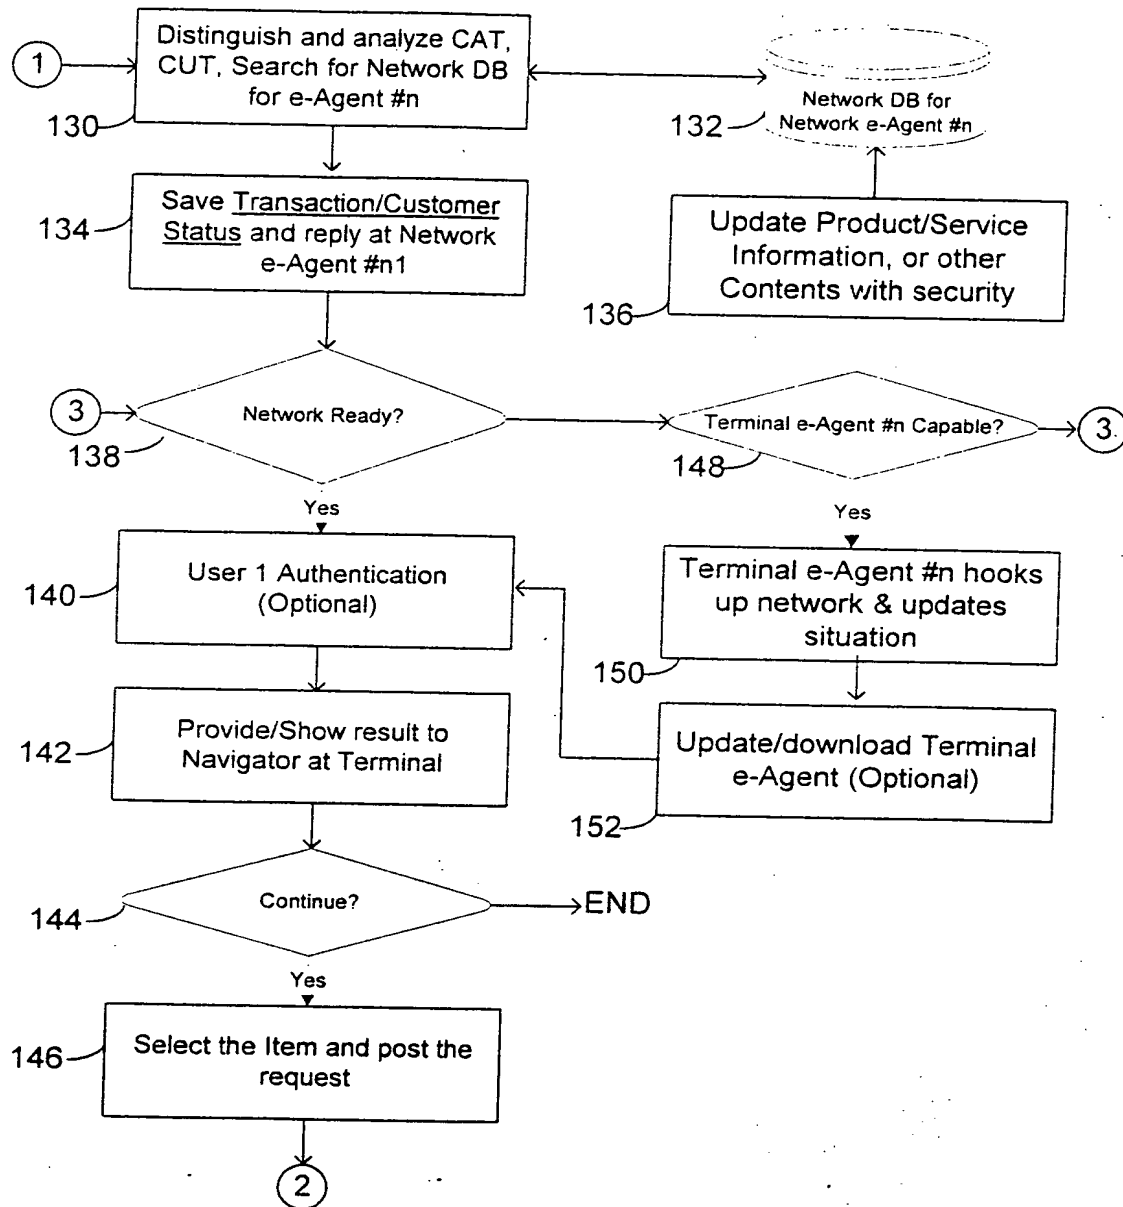 1
Distinguish and analyze CAT,
CUT, Search for Network DB
for e-Agent #n
130
Network DB for
Network e-Agent #n
132
Save Transaction/Customer
Status and reply at Network
e-Agent #n1
134
Update Product/Service
Information, or other
Contents with security
136
3
Network Ready?
138
Terminal e-Agent #n Capable?
148
3
Yes
Yes
User 1 Authentication
(Optional)
140
Terminal e-Agent #n hooks
up network & updates
situation
150
Provide/Show result to
Navigator at Terminal
142
Update/download Terminal
e-Agent (Optional)
152
Continue?
144
END
Yes
Select the Item and post the
request
146
2